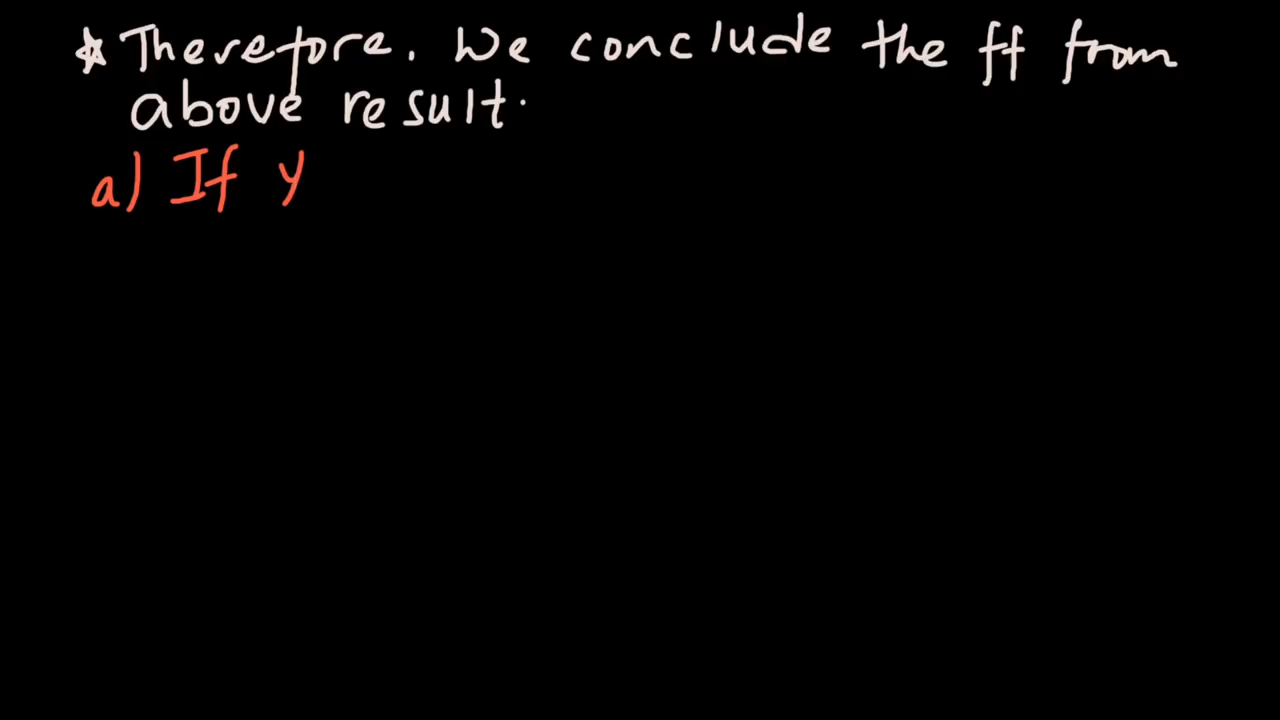 * Therefore. We conclude the ff from
above result.
a) If y